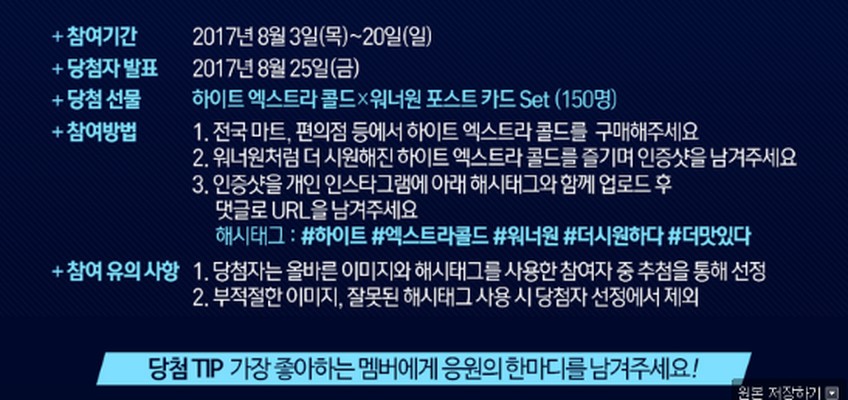 + 참여기간 2017년 8월 3일(목)~20일(일)
+ 당첨자 발표 2017년 8월 25일(금)
+ 당첨 선물 하이트 엑스트라 콜드×워너원 포스트 카드 Set (150명)
+ 참여방법 1. 전국 마트, 편의점 등에서 하이트 엑스트라 콜드를 구매해주세요
2. 워너원처럼 더 시원해진 하이트 엑스트라 콜드를 즐기며 인증샷을 남겨주세요
3. 인증샷을 개인 인스타그램에 아래 해시태그와 함께 업로드 후
댓글로 URL을 남겨주세요
해시태그 : #하이트 #엑스트라콜드 #워너원 #더시원하다 #더맛있다
+ 참여 유의 사항 1. 당첨자는 올바른 이미지와 해시태그를 사용한 참여자 중 추첨을 통해 선정
2. 부적절한 이미지, 잘못된 해시태그 사용 시 당첨자 선정에서 제외
당첨 TIP 가장 좋아하는 멤버에게 응원의 한마디를 남겨주세요!
원본 저장하기